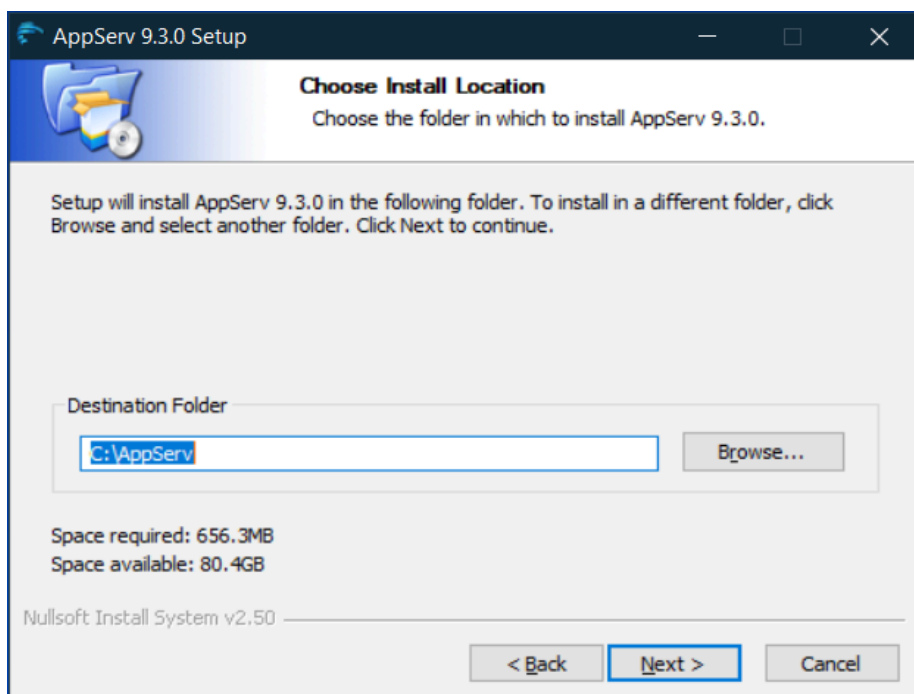 AppServ 9.3.0 Setup
Choose Install Location
Choose the folder in which to install AppServ 9.3.0.
Setup will install AppServ 9.3.0 in the following folder. To install in a different folder, click
Browse and select another folder. Click Next to continue.
Destination Folder
C:\AppServ
Browse...
Space required: 656.3MB
Space available: 80.4GB
Nullsoft Install System v2.50
< Back
Next >
Cancel